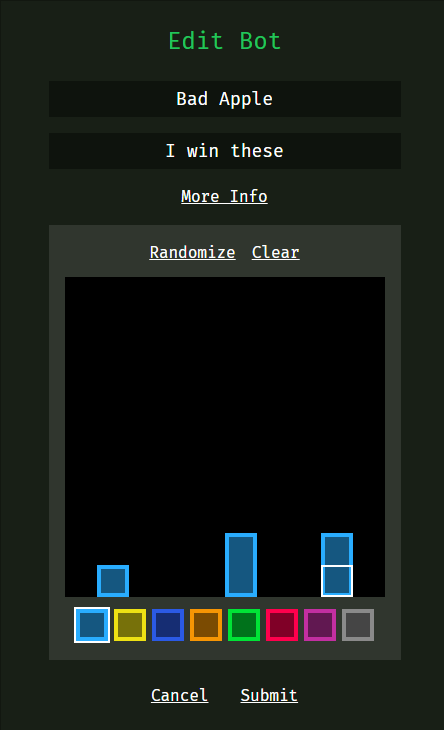 Edit Bot
Bad Apple
I win these
More Info
Randomize Clear
Cancel Submit